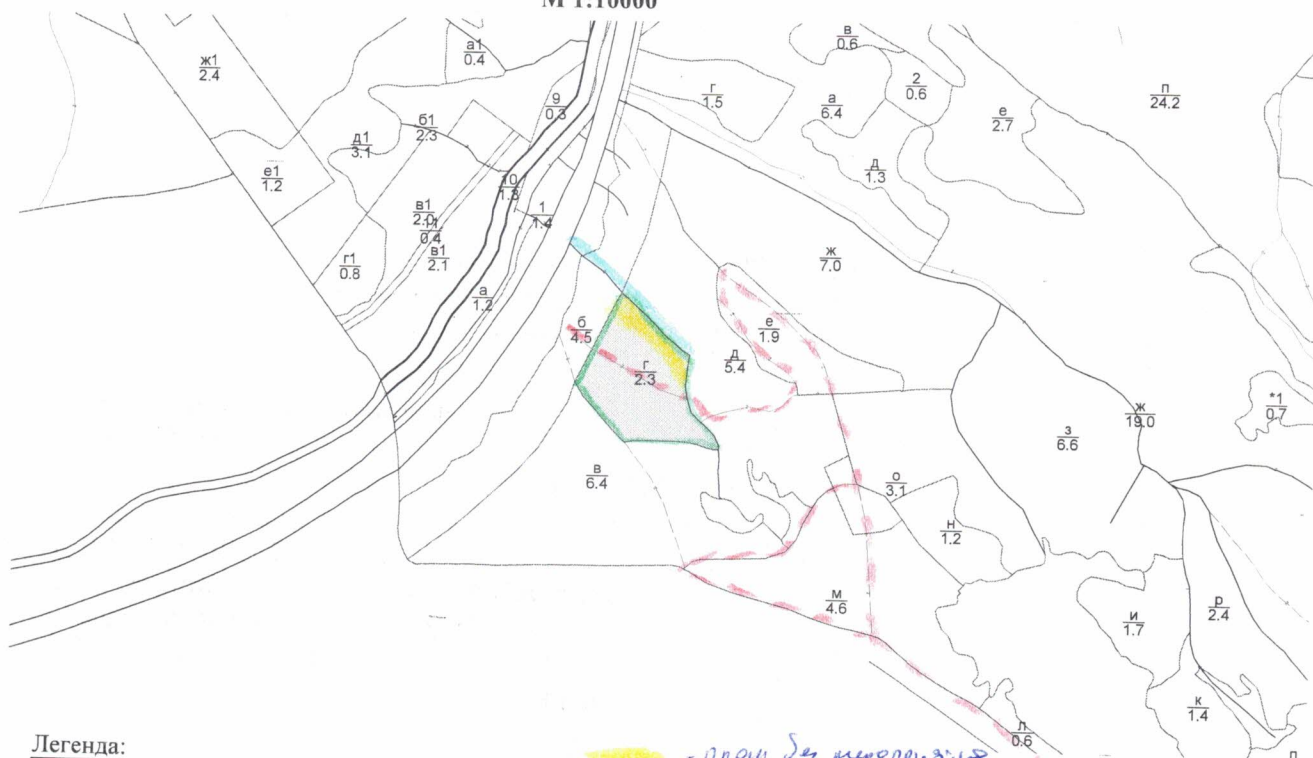 М 1:10000
ж1
2.4
а1
0.4
9
0.3
б1
2.3
д1
3.1
е1
1.2
10
1.3
1
1.4
в1
2.0
0.4
в1
2.1
г1
0.8
а
1.2
г
1.5
в
0.6
а
6.4
2
0.6
е
2.7
п
24.2
д
1.3
ж
7.0
б
4.5
г
2.3
е
1.9
д
5.4
в
6.4
*1
0.7
ж
19.0
з
6.6
о
3.1
н
1.2
м
4.6
и
1.7
р
2.4
к
1.4
л
0.6
п
Легенда:
без